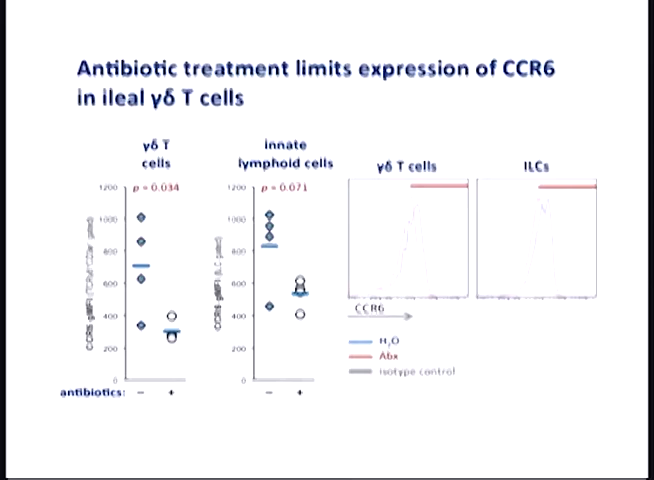 Antibiotic treatment limits expression of CCR6
in ileal γδ T cells
γδ T
cells
innate
lymphoid cells
γδ T cells
ILCs
p = 0.034
p = 0.071
1200
1000
800
600
400
200
0
1200
1000
800
600
400
200
0
CCR6
H₂O
Abx
isotype control
antibiotics:
– +
– +